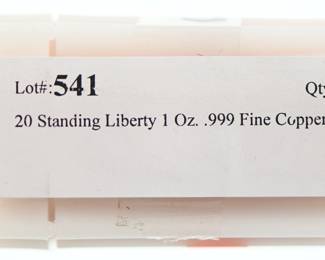 Lot#:541 Qty
20 Standing Liberty 1 Oz. .999 Fine Copper